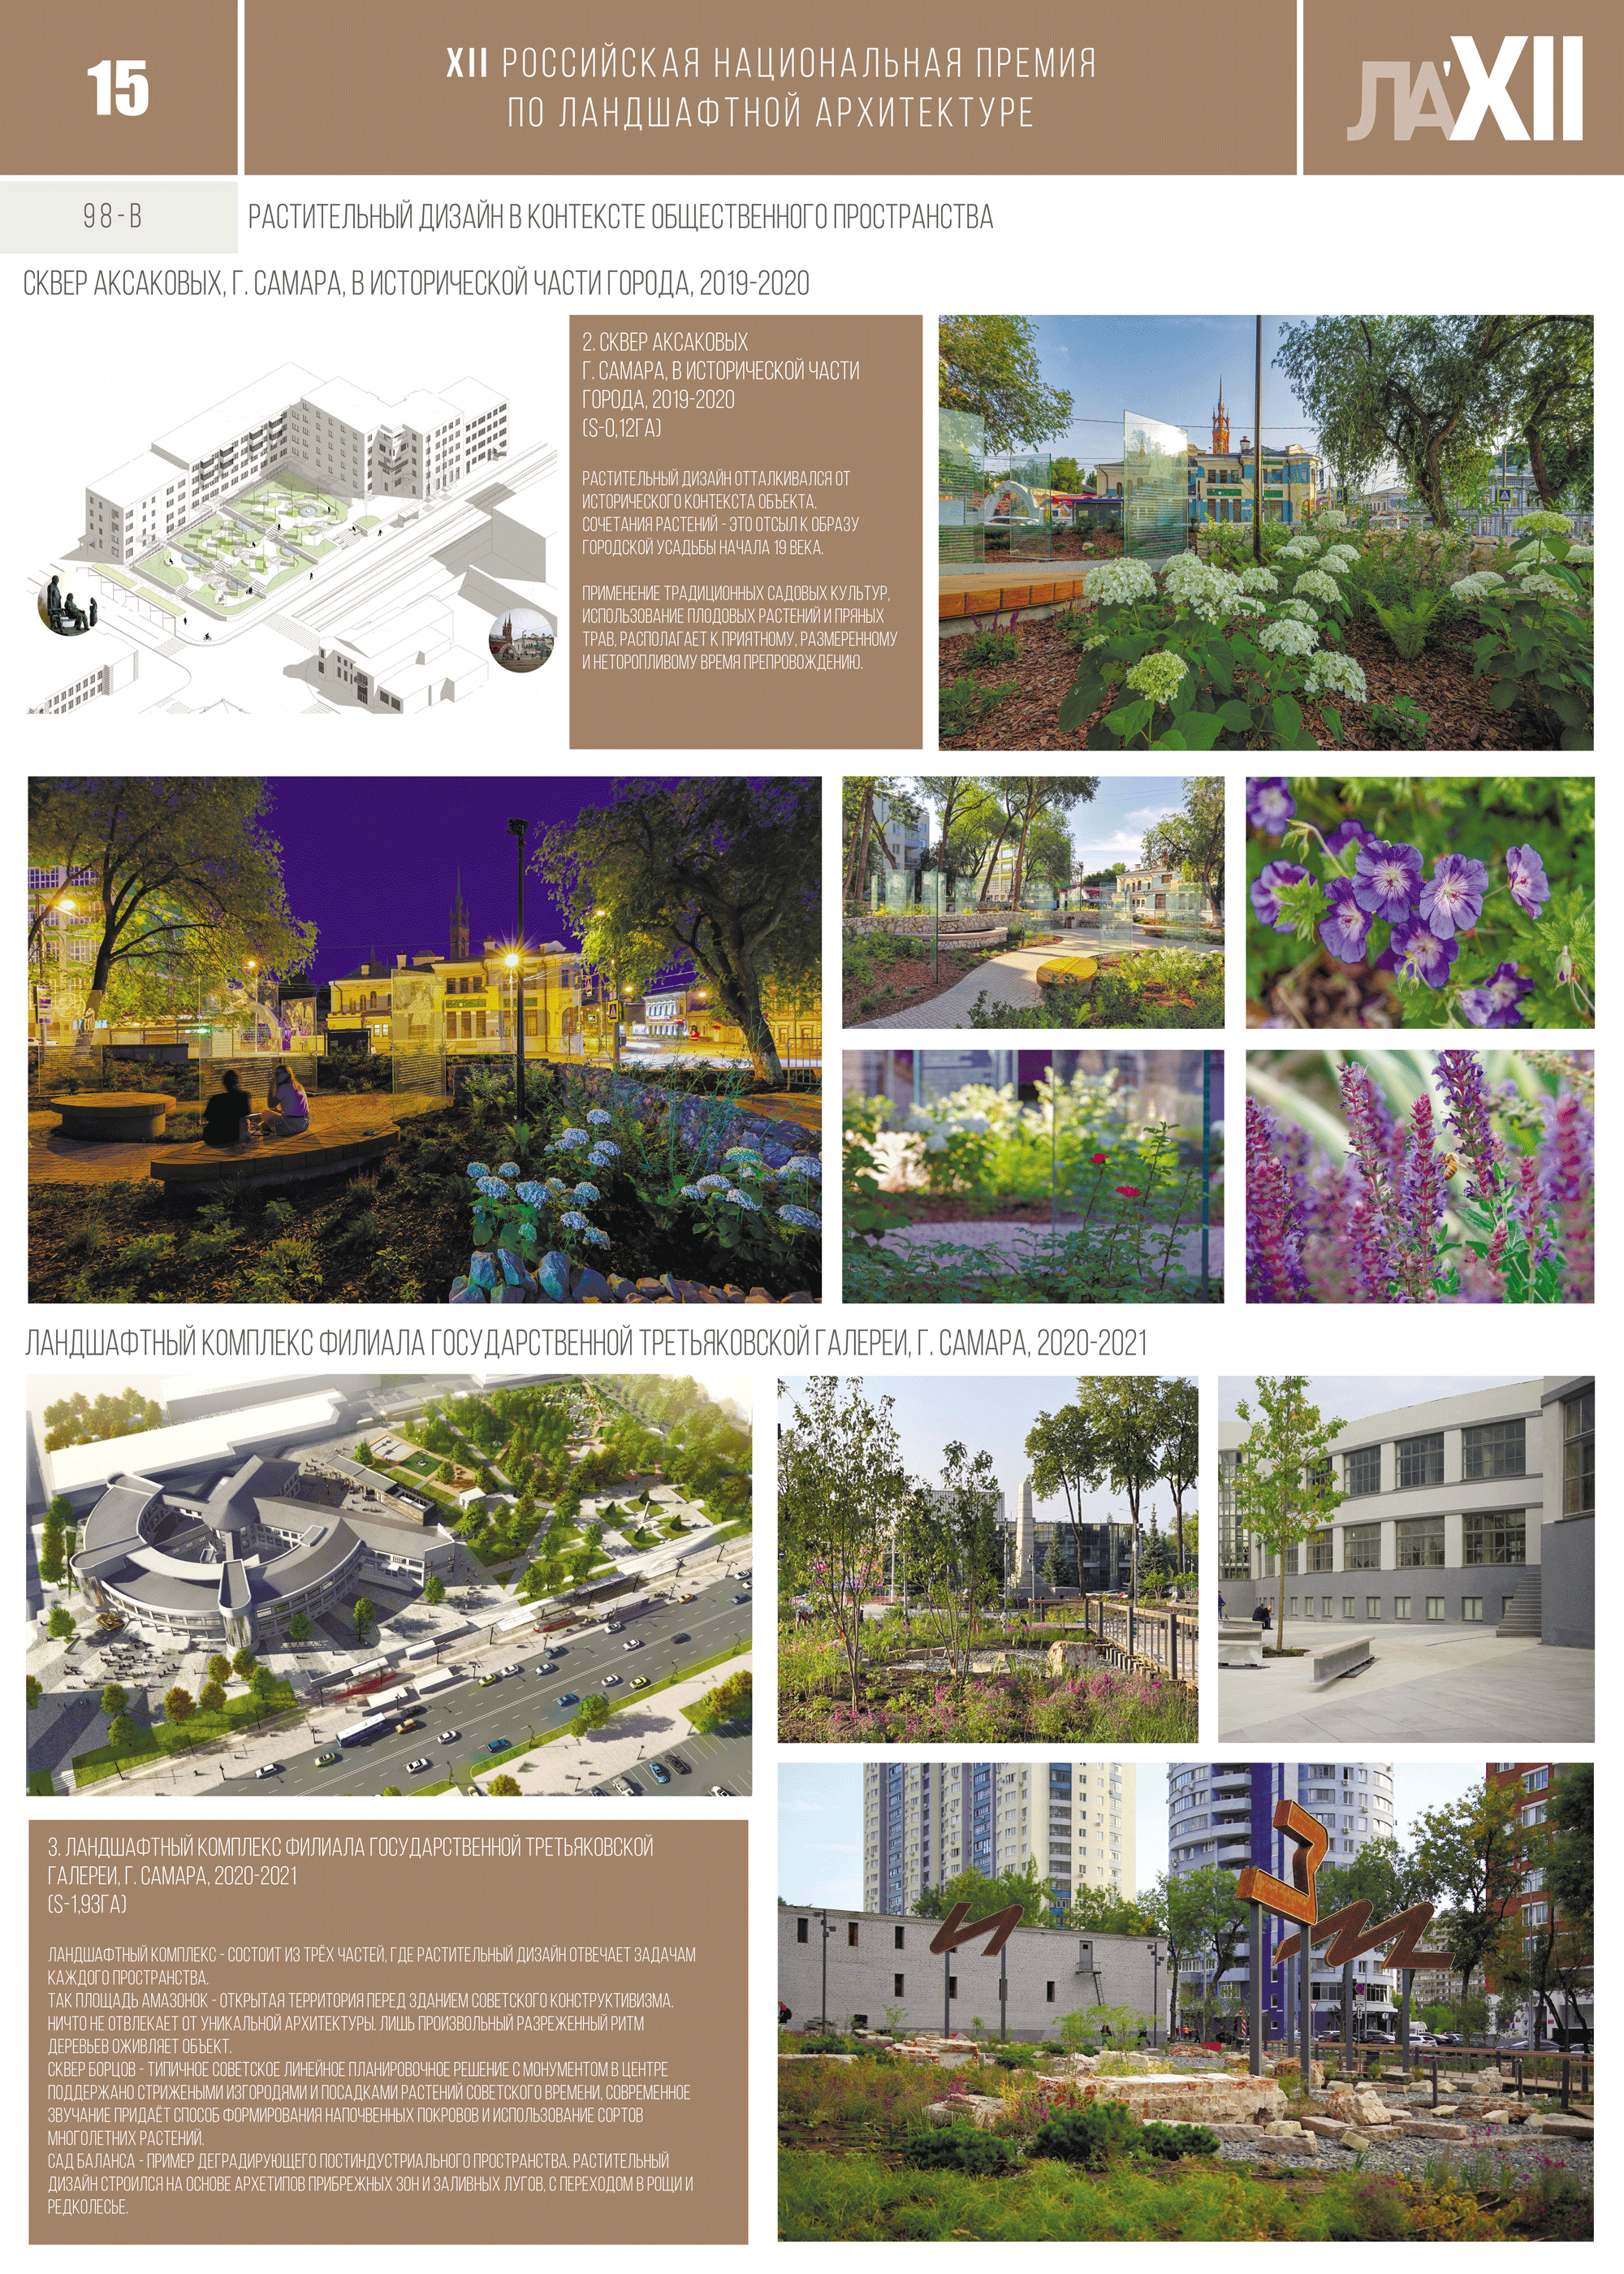 15
XII РОССИЙСКАЯ НАЦИОНАЛЬНАЯ ПРЕМИЯ
ПО ЛАНДШАФТНОЙ АРХИТЕКТУРЕ
ЛА'XII
98-В
РАСТИТЕЛЬНЫЙ ДИЗАЙН В КОНТЕКСТЕ ОБЩЕСТВЕННОГО ПРОСТРАНСТВА
СКВЕР АКСАКОВЫХ, Г. САМАРА, В ИСТОРИЧЕСКОЙ ЧАСТИ ГОРОДА, 2019-2020
2. СКВЕР АКСАКОВЫХ
Г. САМАРА, В ИСТОРИЧЕСКОЙ ЧАСТИ
ГОРОДА, 2019-2020
(S-0,12ГА)
РАСТИТЕЛЬНЫЙ ДИЗАЙН ОТТАЛКИВАЛСЯ ОТ
ИСТОРИЧЕСКОГО КОНТЕКСТА ОБЪЕКТА.
СОЧЕТАНИЯ РАСТЕНИЙ - ЭТО ОТСЫЛ К ОБРАЗУ
ГОРОДСКОЙ УСАДЬБЫ НАЧАЛА 19 ВЕКА.
ПРИМЕНЕНИЕ ТРАДИЦИОННЫХ САДОВЫХ КУЛЬТУР,
ИСПОЛЬЗОВАНИЕ ПЛОДОВЫХ РАСТЕНИЙ И ПРЯНЫХ
ТРАВ, РАСПОЛАГАЕТ К ПРИЯТНОМУ, РАЗМЕРЕННОМУ
И НЕТОРОПЛИВОМУ ВРЕМЯ ПРЕПРОВОЖДЕНИЮ.
ЛАНДШАФТНЫЙ КОМПЛЕКС ФИЛИАЛА ГОСУДАРСТВЕННОЙ ТРЕТЬЯКОВСКОЙ ГАЛЕРЕИ, Г. САМАРА, 2020-2021
3. ЛАНДШАФТНЫЙ КОМПЛЕКС ФИЛИАЛА ГОСУДАРСТВЕННОЙ ТРЕТЬЯКОВСКОЙ
ГАЛЕРЕИ, Г. САМАРА, 2020-2021
(S-1,93ГА)
ЛАНДШАФТНЫЙ КОМПЛЕКС - СОСТОИТ ИЗ ТРЁХ ЧАСТЕЙ, ГДЕ РАСТИТЕЛЬНЫЙ ДИЗАЙН ОТВЕЧАЕТ ЗАДАЧАМ
КАЖДОГО ПРОСТРАНСТВА.
ТАК ПЛОЩАДЬ АМАЗОНОК - ОТКРЫТАЯ ТЕРРИТОРИЯ ПЕРЕД ЗДАНИЕМ СОВЕТСКОГО КОНСТРУКТИВИЗМА.
НИЧТО НЕ ОТВЛЕКАЕТ ОТ УНИКАЛЬНОЙ АРХИТЕКТУРЫ. ЛИШЬ ПРОИЗВОЛЬНЫЙ РАЗРЕЖЕННЫЙ РИТМ
ДЕРЕВЬЕВ ОЖИВЛЯЕТ ОБЪЕКТ.
СКВЕР БОРЦОВ - ТИПИЧНОЕ СОВЕТСКОЕ ЛИНЕЙНОЕ ПЛАНИРОВОЧНОЕ РЕШЕНИЕ С МОНУМЕНТОМ В ЦЕНТРЕ
ПОДДЕРЖАНО СТРИЖЕНЫМИ ИЗГОРОДЯМИ И ПОСАДКАМИ РАСТЕНИЙ СОВЕТСКОГО ВРЕМЕНИ, СОВРЕМЕННОЕ
ЗВУЧАНИЕ ПРИДАЁТ СПОСОБ ФОРМИРОВАНИЯ НАПОЧВЕННЫХ ПОКРОВОВ И ИСПОЛЬЗОВАНИЕ СОРТОВ
МНОГОЛЕТНИХ РАСТЕНИЙ.
САД БАЛАНСА - ПРИМЕР ДЕГРАДИРУЮЩЕГО ПОСТИНДУСТРИАЛЬНОГО ПРОСТРАНСТВА. РАСТИТЕЛЬНЫЙ
ДИЗАЙН СТРОИЛСЯ НА ОСНОВЕ АРХЕТИПОВ ПРИБРЕЖНЫХ ЗОН И ЗАЛИВНЫХ ЛУГОВ, С ПЕРЕХОДОМ В РОЩИ И
РЕДКОЛЕСЬЕ.